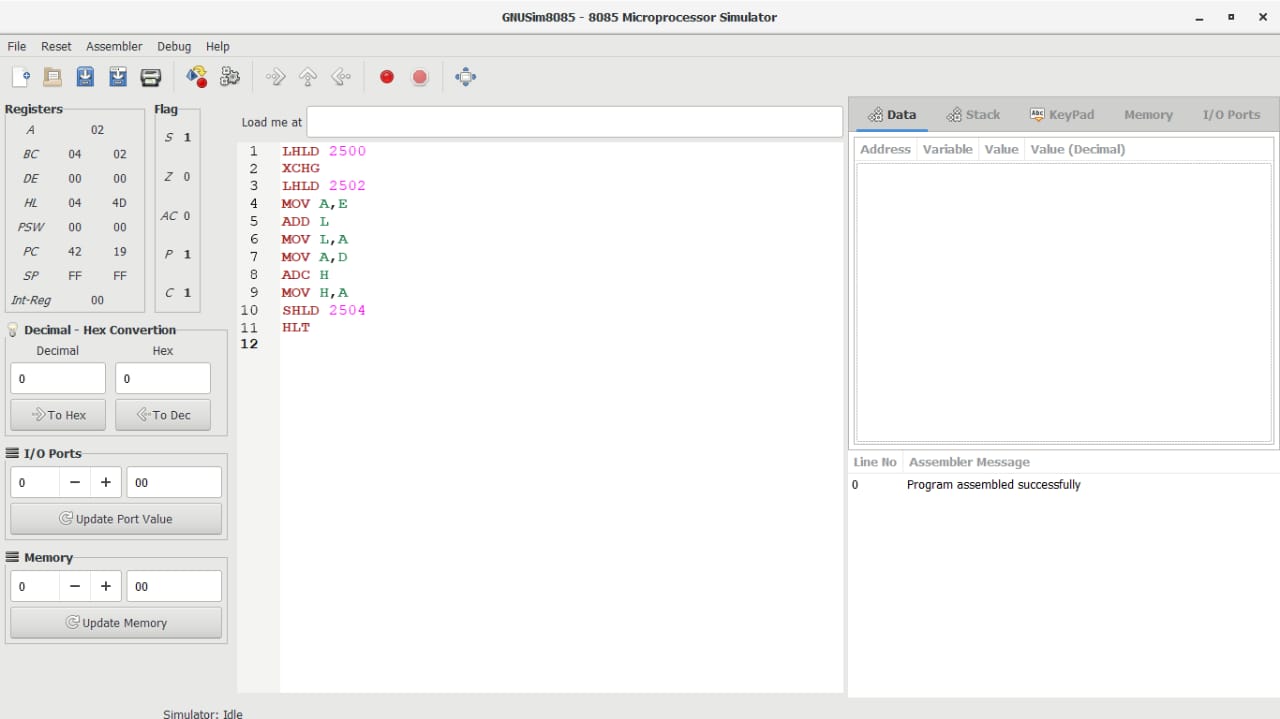 GNUSim8085 - 8085 Microprocessor Simulator
File Reset Assembler Debug Help
Registers
A 02
BC 04 02
DE 00 00
HL 04 4D
PSW 00 00
PC 42 19
SP FF FF
Int-Reg 00
Flag
S 1
Z 0
AC 0
P 1
C 1
Decimal - Hex Convertion
Decimal Hex
0 0
To Hex To Dec
I/O Ports
0 − + 00
Update Port Value
Memory
0 − + 00
Update Memory
Load me at
1 LHLD 2500
2 XCHG
3 LHLD 2502
4 MOV A,E
5 ADD L
6 MOV L,A
7 MOV A,D
8 ADC H
9 MOV H,A
10 SHLD 2504
11 HLT
12
Data Stack Abc KeyPad Memory I/O Ports
Address Variable Value Value (Decimal)
Line No Assembler Message
0 Program assembled successfully
Simulator: Idle